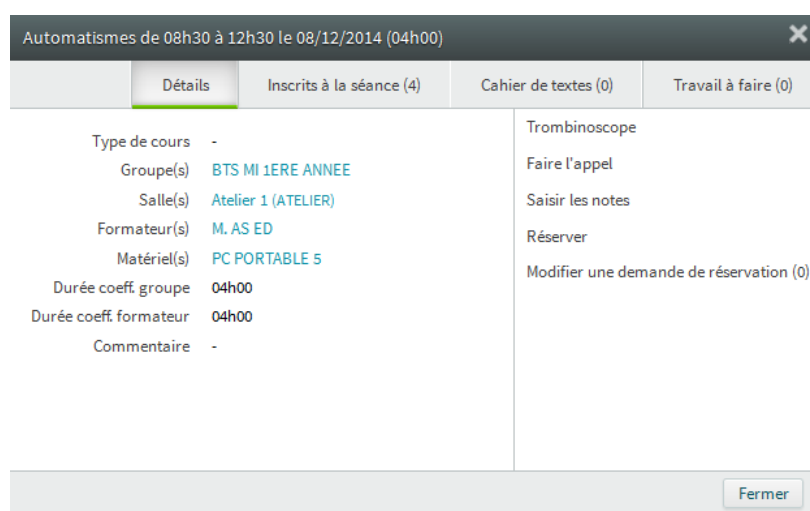 Automatismes de 08h30 à 12h30 le 08/12/2014 (04h00)
Détails Inscrits à la séance (4) Cahier de textes (0) Travail à faire (0)
Type de cours -
Groupe(s) BTS MI 1ERE ANNEE
Salle(s) Atelier 1 (ATELIER)
Formateur(s) M. AS ED
Matériel(s) PC PORTABLE 5
Durée coeff. groupe 04h00
Durée coeff. formateur 04h00
Commentaire -
Trombinoscope
Faire l'appel
Saisir les notes
Réserver
Modifier une demande de réservation (0)
Fermer